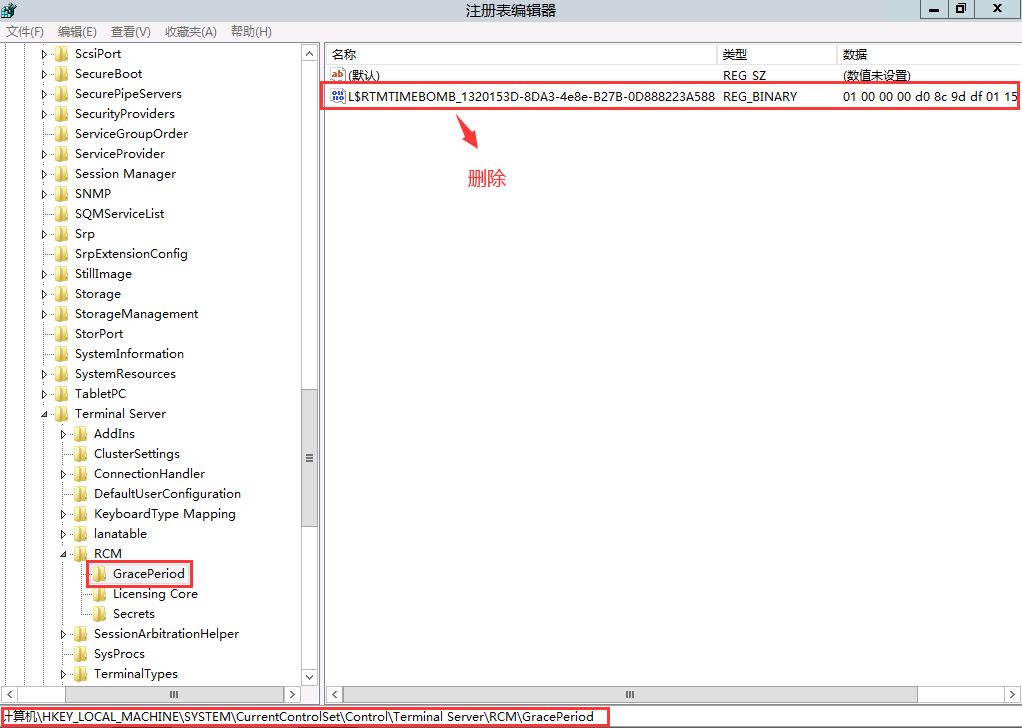 注册表编辑器
文件(F) 编辑(E) 查看(V) 收藏夹(A) 帮助(H)
ScsiPort
SecureBoot
SecurePipeServers
SecurityProviders
ServiceGroupOrder
ServiceProvider
Session Manager
SNMP
SQMServiceList
Srp
SrpExtensionConfig
StillImage
Storage
StorageManagement
StorPort
SystemInformation
SystemResources
TabletPC
Terminal Server
AddIns
ClusterSettings
ConnectionHandler
DefaultUserConfiguration
KeyboardType Mapping
lanatable
RCM
GracePeriod
Licensing Core
Secrets
SessionArbitrationHelper
SysProcs
TerminalTypes
名称 类型 数据
ab (默认) REG_SZ (数值未设置)
L$RTMTIMEBOMB_1320153D-8DA3-4e8e-B27B-0D888223A588 REG_BINARY 01 00 00 00 d0 8c 9d df 01 15
删除
计算机\HKEY_LOCAL_MACHINE\SYSTEM\CurrentControlSet\Control\Terminal Server\RCM\GracePeriod